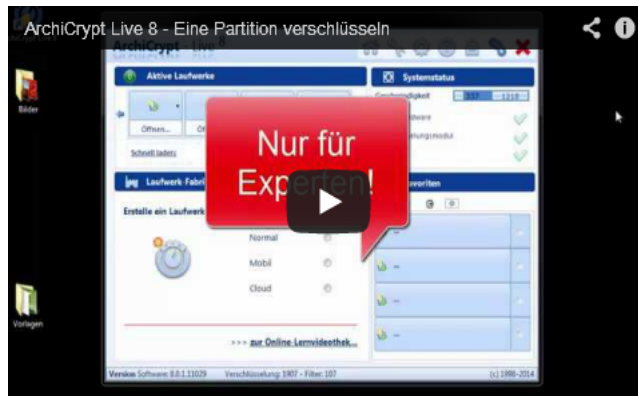 ArchiCrypt Live 8 - Eine Partition verschlüsseln
ArchiCrypt Live 8
Bilder
Aktive Laufwerke
Systemstatus
Geschwindigkeit
Öffnen...
Schnell laden:
Nur für
Experten!
Laufwerk-Fabrik
Favoriten
Erstelle ein Laufwerk
Normal
Mobil
Cloud
Vorlagen
>>> zur Online Lernvideothek...
Version Software: 8.0.1.11029 Verschlüsselung: 1907 - Filter: 107 (c) 1998-2014